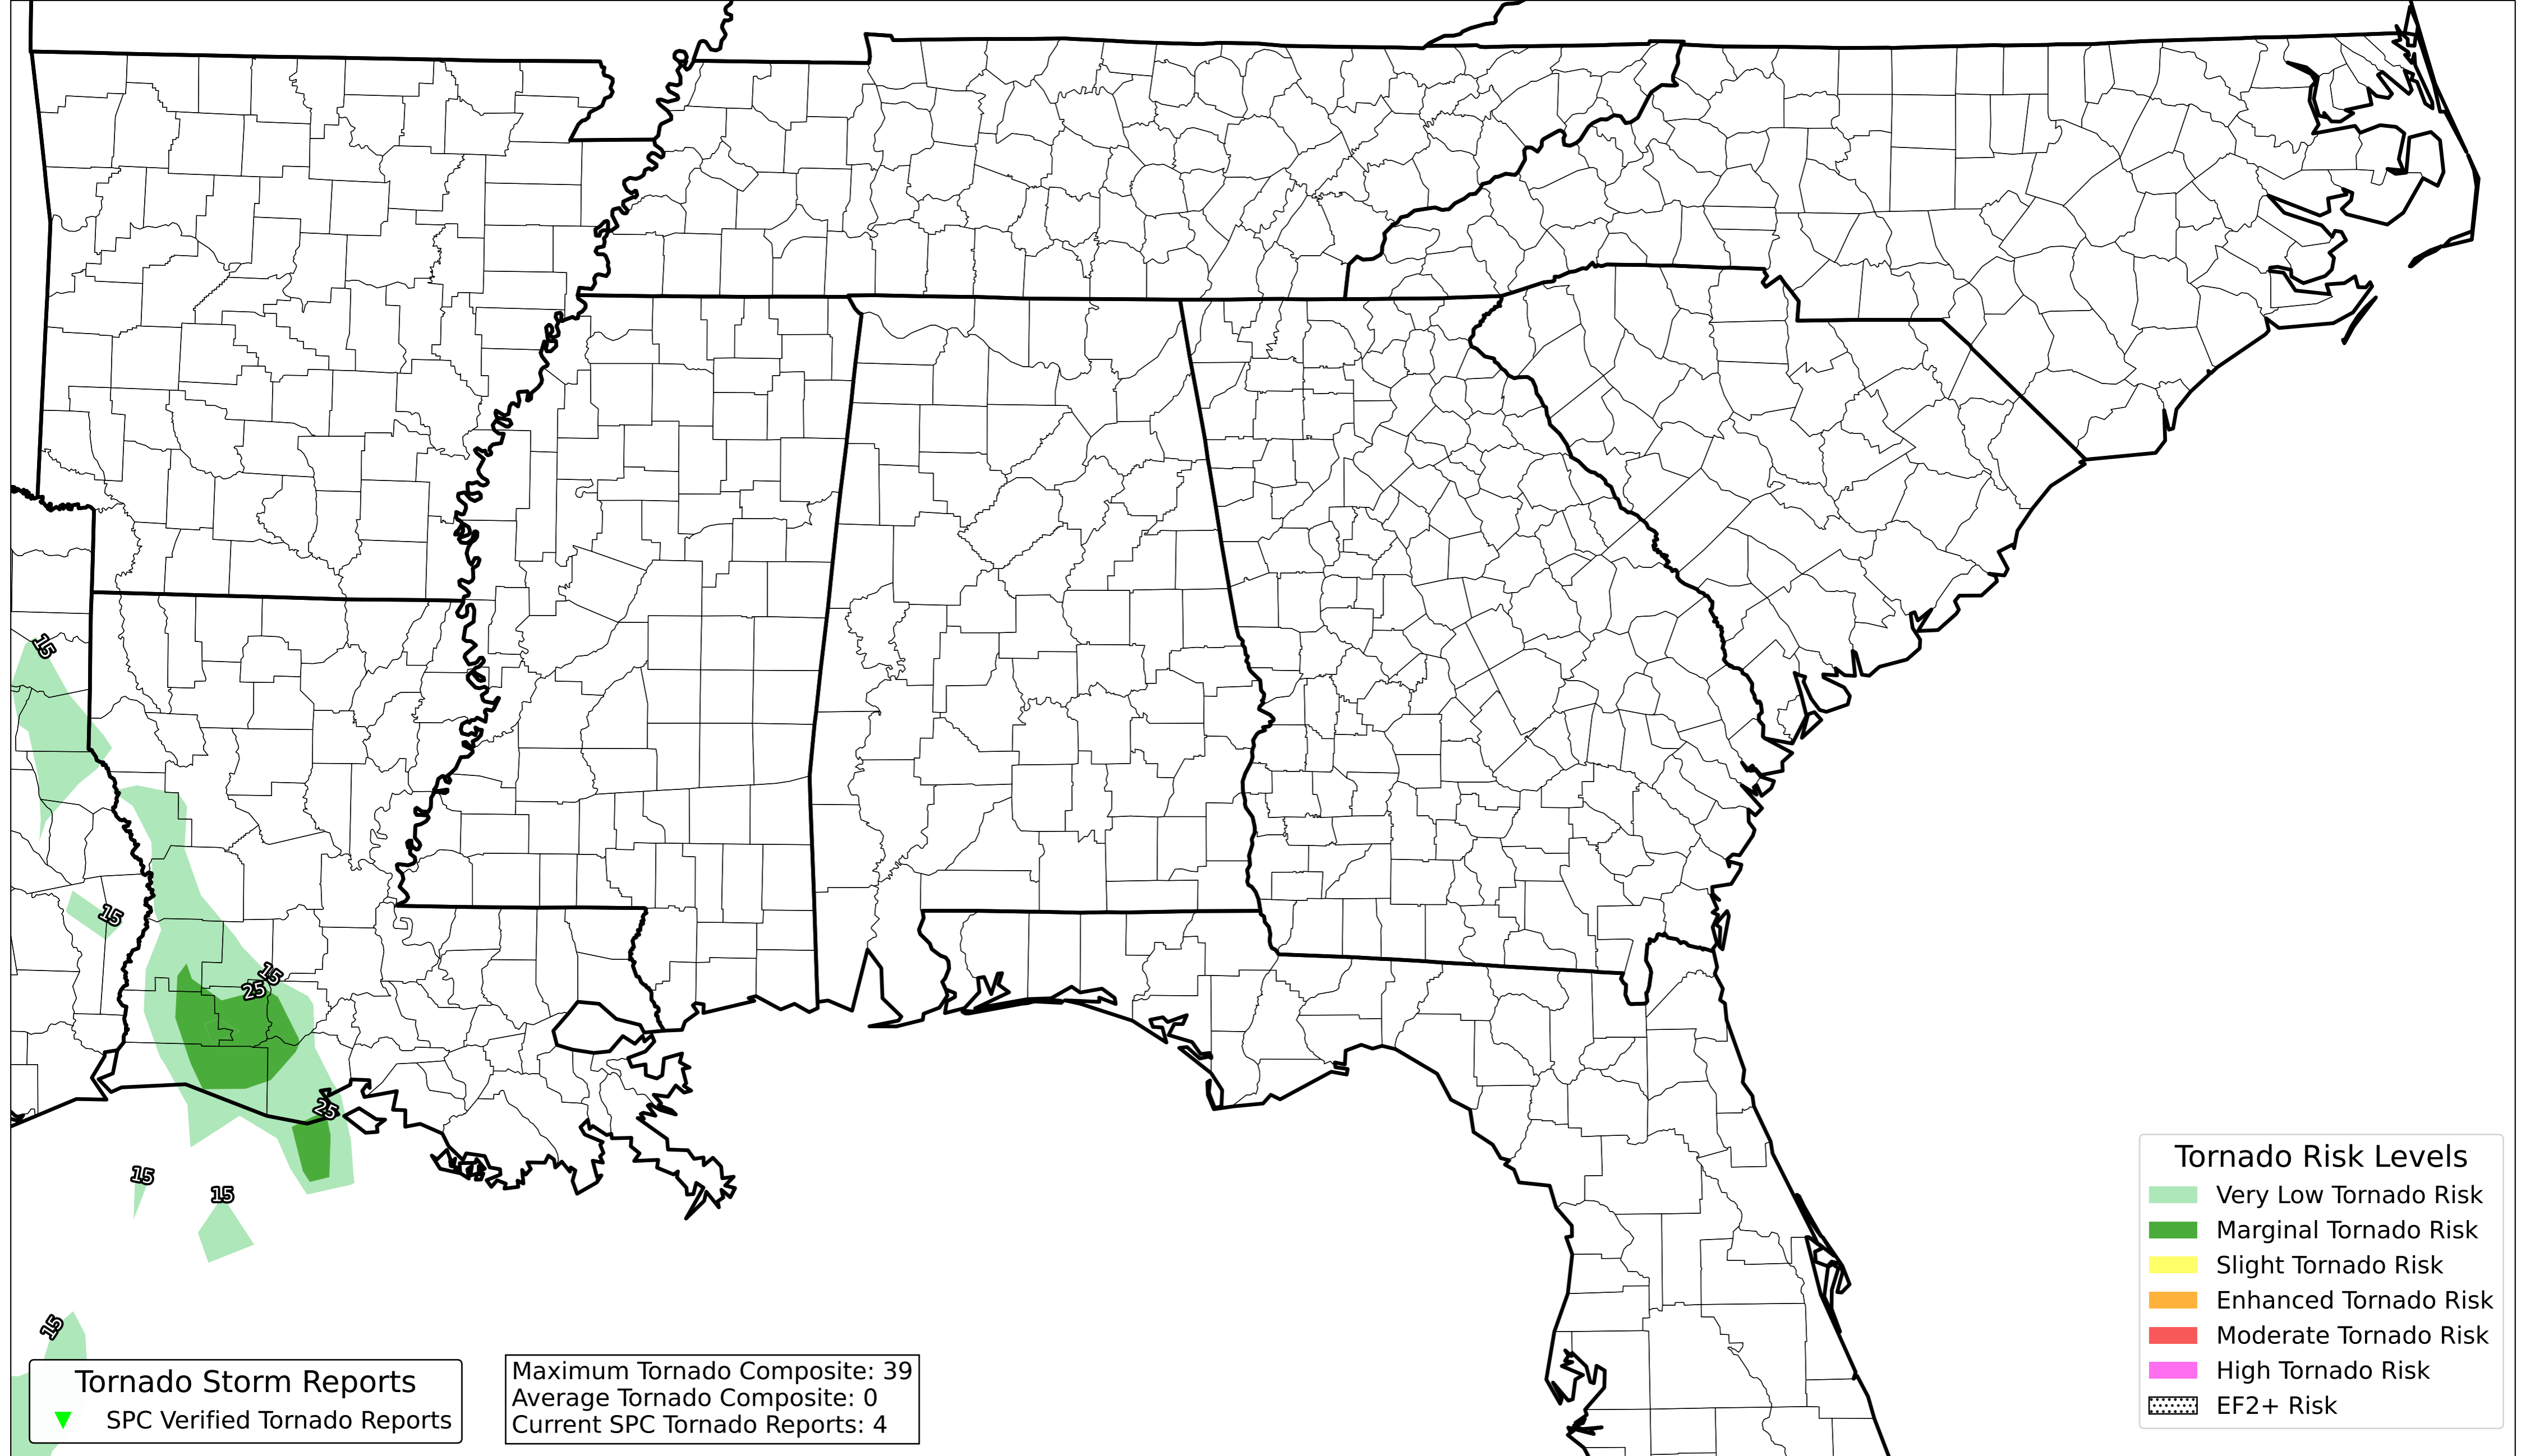 15
15
15
25
25
15
15
15
Tornado Storm Reports
SPC Verified Tornado Reports
Maximum Tornado Composite: 39
Average Tornado Composite: 0
Current SPC Tornado Reports: 4
Tornado Risk Levels
Very Low Tornado Risk
Marginal Tornado Risk
Slight Tornado Risk
Enhanced Tornado Risk
Moderate Tornado Risk
High Tornado Risk
EF2+ Risk